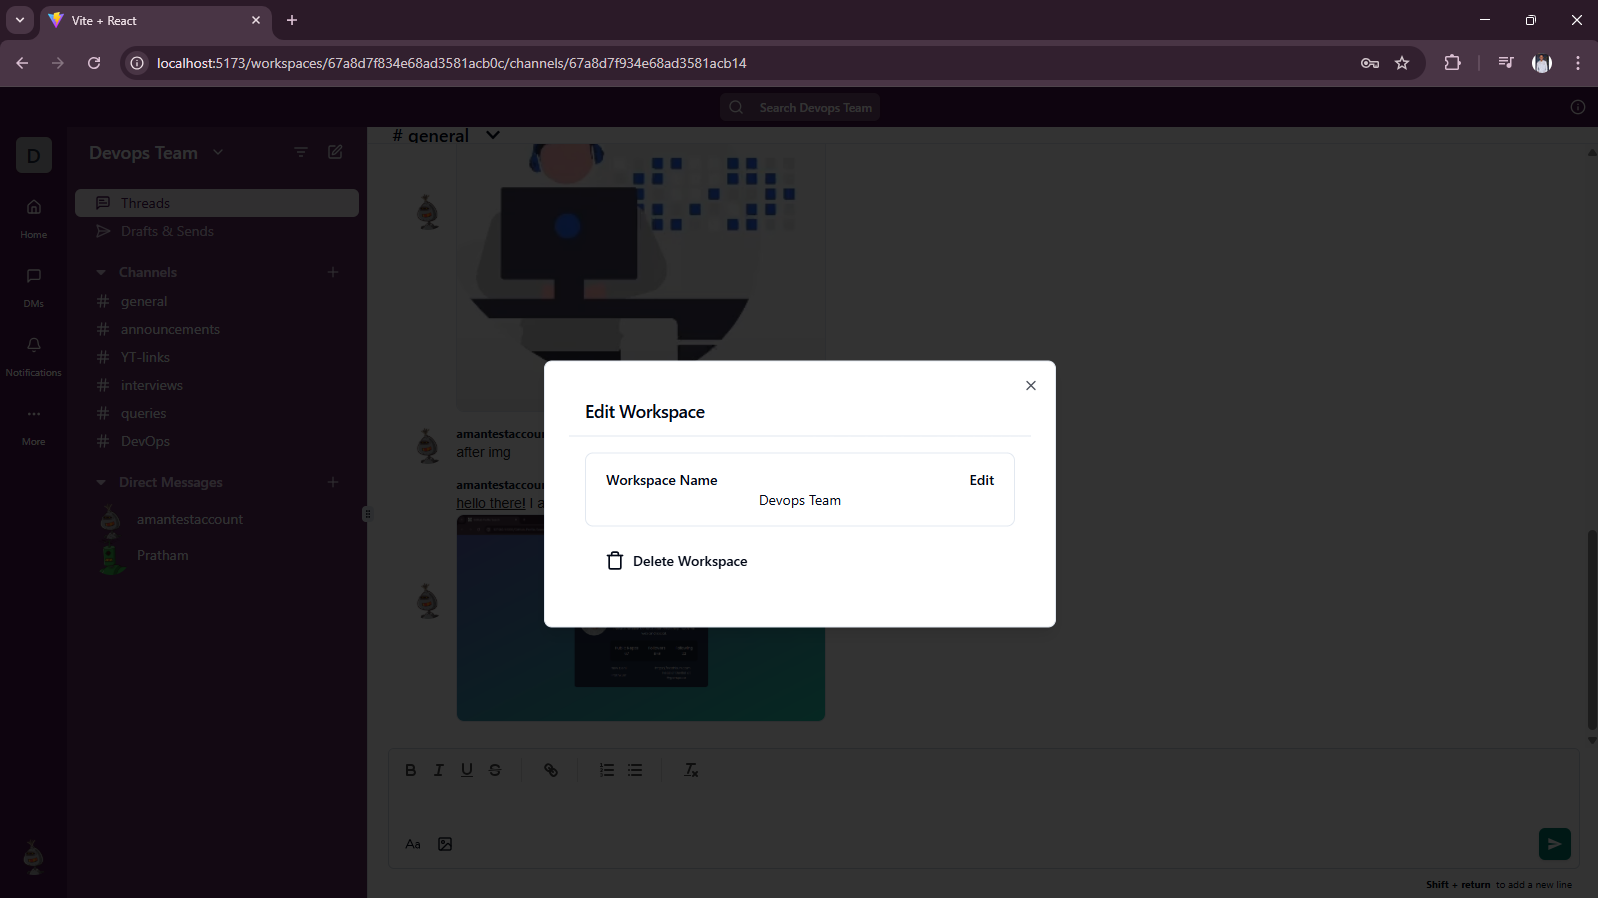 Vite + React
localhost:5173/workspaces/67a8d7f834e68ad3581acb0c/channels/67a8d7f934e68ad3581acb14
Search Devops Team
D
Home
DMs
Notifications
More
Devops Team
Threads
Drafts & Sends
Channels
# general
# announcements
# YT-links
# interviews
# queries
# DevOps
Direct Messages
amantestaccount
Pratham
# general
amantestaccoun
after img
amantestaccoun
hello there! I a
Edit Workspace
Workspace Name Edit
Devops Team
Delete Workspace
B I U S
Aa
Shift + return to add a new line